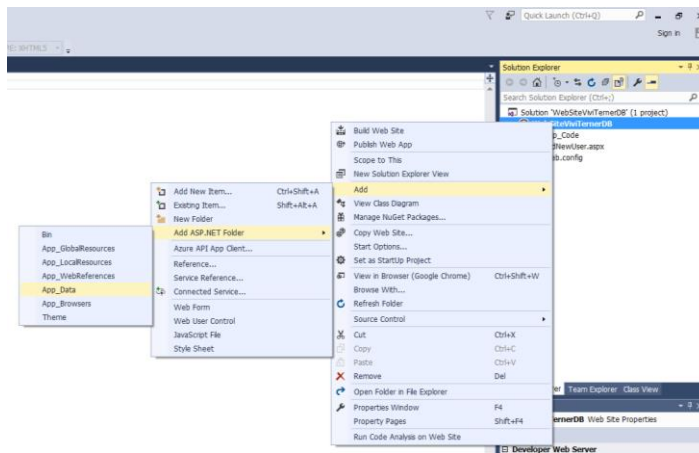 Quick Launch (Ctrl+Q)
Sign in
PE: XHTML5
Solution Explorer
Search Solution Explorer (Ctrl+;)
Solution 'WebSiteViviTernerDB' (1 project)
SiteViviTernerDB
p_Code
dNewUser.aspx
b.config
Build Web Site
Publish Web App
Scope to This
New Solution Explorer View
Add
View Class Diagram
Manage NuGet Packages...
Copy Web Site...
Start Options...
Set as StartUp Project
View in Browser (Google Chrome) Ctrl+Shift+W
Browse With...
Refresh Folder
Source Control
Cut Ctrl+X
Copy Ctrl+C
Paste Ctrl+V
Remove Del
Open Folder in File Explorer
Properties Window F4
Property Pages Shift+F4
Run Code Analysis on Web Site
Add New Item... Ctrl+Shift+A
Existing Item... Shift+Alt+A
New Folder
Add ASP.NET Folder
Azure API App Client...
Reference...
Service Reference...
Connected Service...
Web Form
Web User Control
JavaScript File
Style Sheet
Bin
App_GlobalResources
App_LocalResources
App_WebReferences
App_Data
App_Browsers
Theme
er Team Explorer Class View
ernerDB Web Site Properties
Developer Web Server